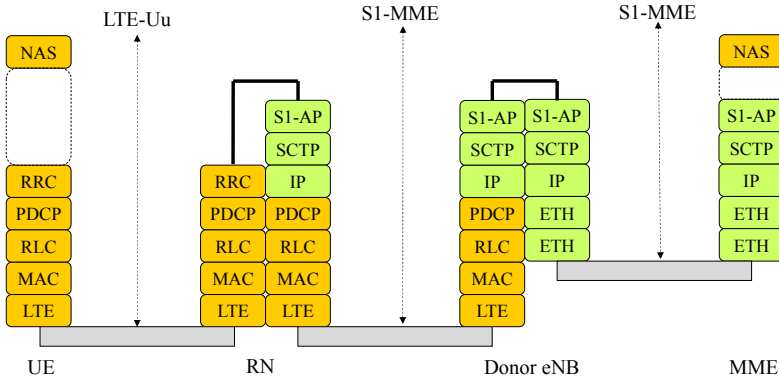 LTE-Uu S1-MME S1-MME
NAS NAS
S1-AP S1-AP S1-AP S1-AP
SCTP SCTP SCTP SCTP
RRC RRC IP IP IP IP
PDCP PDCP PDCP PDCP ETH ETH
RLC RLC RLC RLC ETH ETH
MAC MAC MAC MAC
LTE LTE LTE LTE
UE RN Donor eNB MME